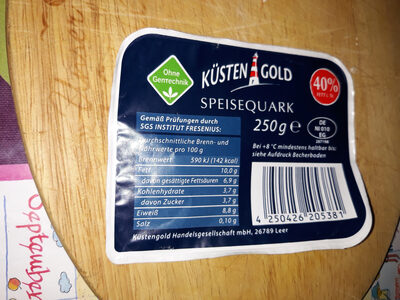 Ohne
Gentechnik
KÜSTEN GOLD
40%
FETT i. Tr.
SPEISEQUARK
250g e
DE
NI 010
EG
Gemäß Prüfungen durch
SGS INSTITUT FRESENIUS:
Durchschnittliche Brenn- und
Nährwerte pro 100 g
Brennwert 590 kJ (142 kcal)
Fett 10,0 g
davon gesättigte Fettsäuren 6,9 g
Kohlenhydrate 3,7 g
davon Zucker 3,7 g
Eiweiß 8,8 g
Salz 0,10 g
Bei +8 °C mindestens haltbar bis:
siehe Aufdruck Becherboden
4 250426 205381
Küstengold Handelsgesellschaft mbH, 26789 Leer
September